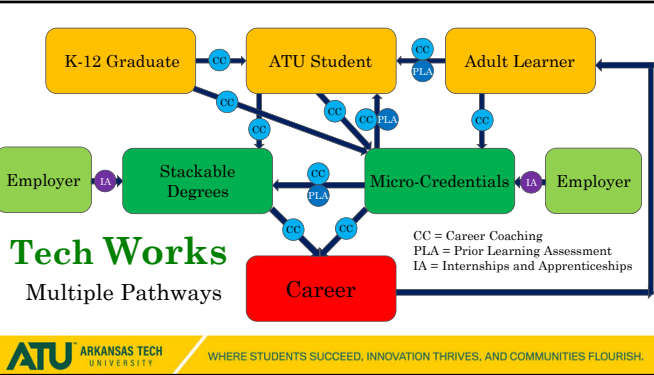 K-12 Graduate
CC
ATU Student
CC
PLA
Adult Learner
CC
CC
CC
PLA
CC
CC
Employer
IA
Stackable
Degrees
CC
PLA
Micro-Credentials
IA
Employer
CC
CC
Tech Works
Multiple Pathways
Career
CC = Career Coaching
PLA = Prior Learning Assessment
IA = Internships and Apprenticeships
ATU ARKANSAS TECH
UNIVERSITY
WHERE STUDENTS SUCCEED, INNOVATION THRIVES, AND COMMUNITIES FLOURISH.